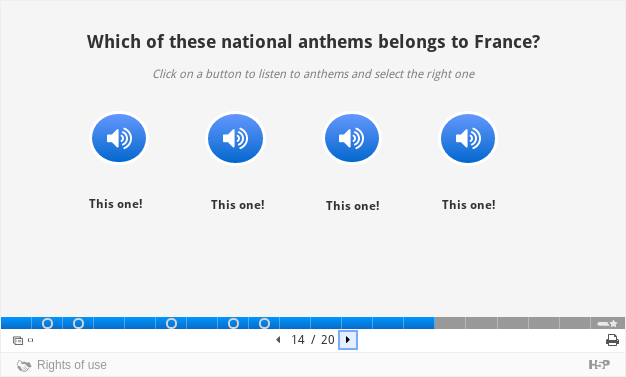 Which of these national anthems belongs to France?
Click on a button to listen to anthems and select the right one
This one! This one! This one! This one!
14 / 20
Rights of use H5P